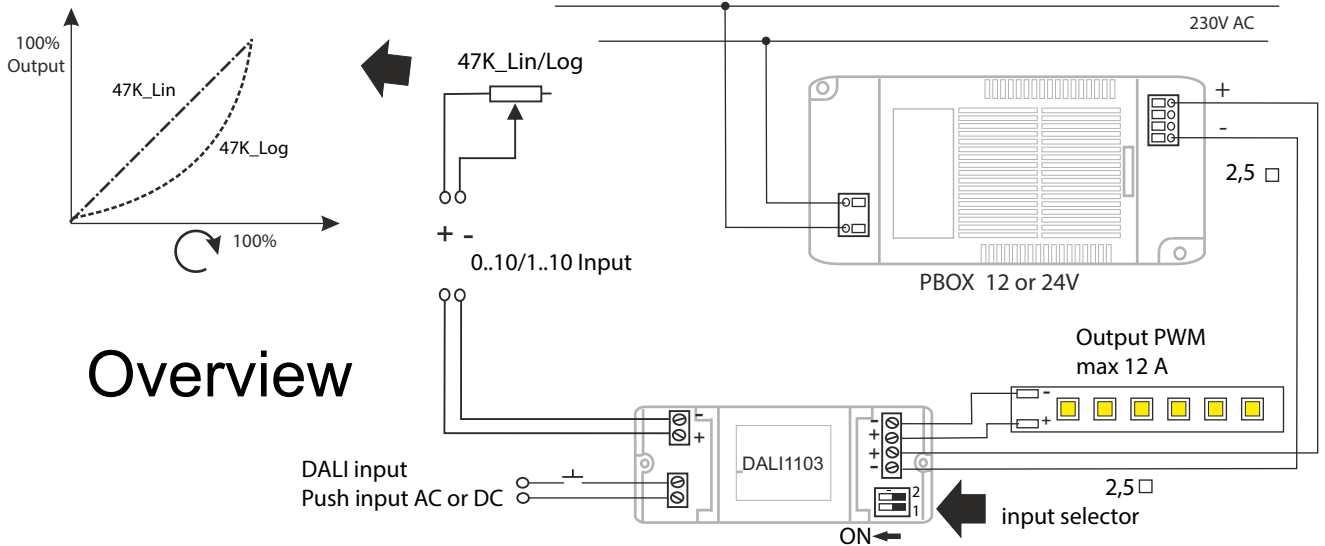 100%
Output
47K_Lin
47K_Log
100%
47K_Lin/Log
+ -
0..10/1..10 Input
230V AC
+
-
2,5 □
PBOX 12 or 24V
Overview
Output PWM
max 12 A
-
+
-
+
-
+
+
-
_DALI1103
DALI input
Push input AC or DC
2
1
2,5 □
input selector
ON